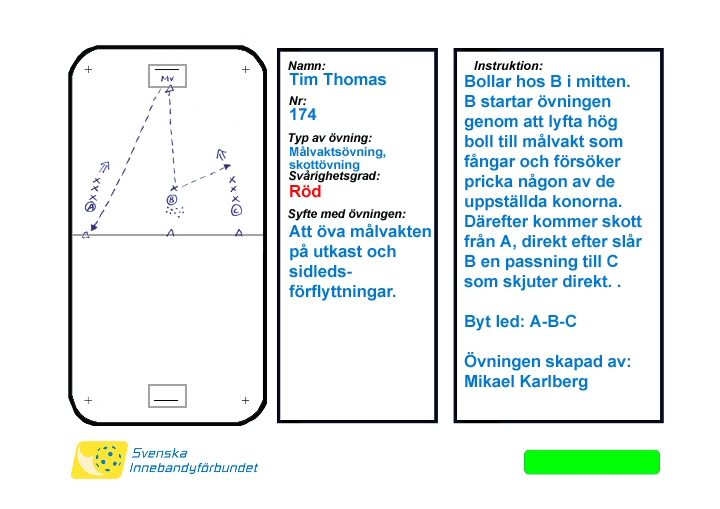 Mv
A
B
C
Namn:
Tim Thomas
Nr:
174
Typ av övning:
Målvaktsövning,
skottövning
Svårighetsgrad:
Röd
Syfte med övningen:
Att öva målvakten
på utkast och
sidleds-
förflyttningar.
Instruktion:
Bollar hos B i mitten.
B startar övningen
genom att lyfta hög
boll till målvakt som
fångar och försöker
pricka någon av de
uppställda konorna.
Därefter kommer skott
från A, direkt efter slår
B en passning till C
som skjuter direkt. .
Byt led: A-B-C
Övningen skapad av:
Mikael Karlberg
Svenska
Innebandyförbundet